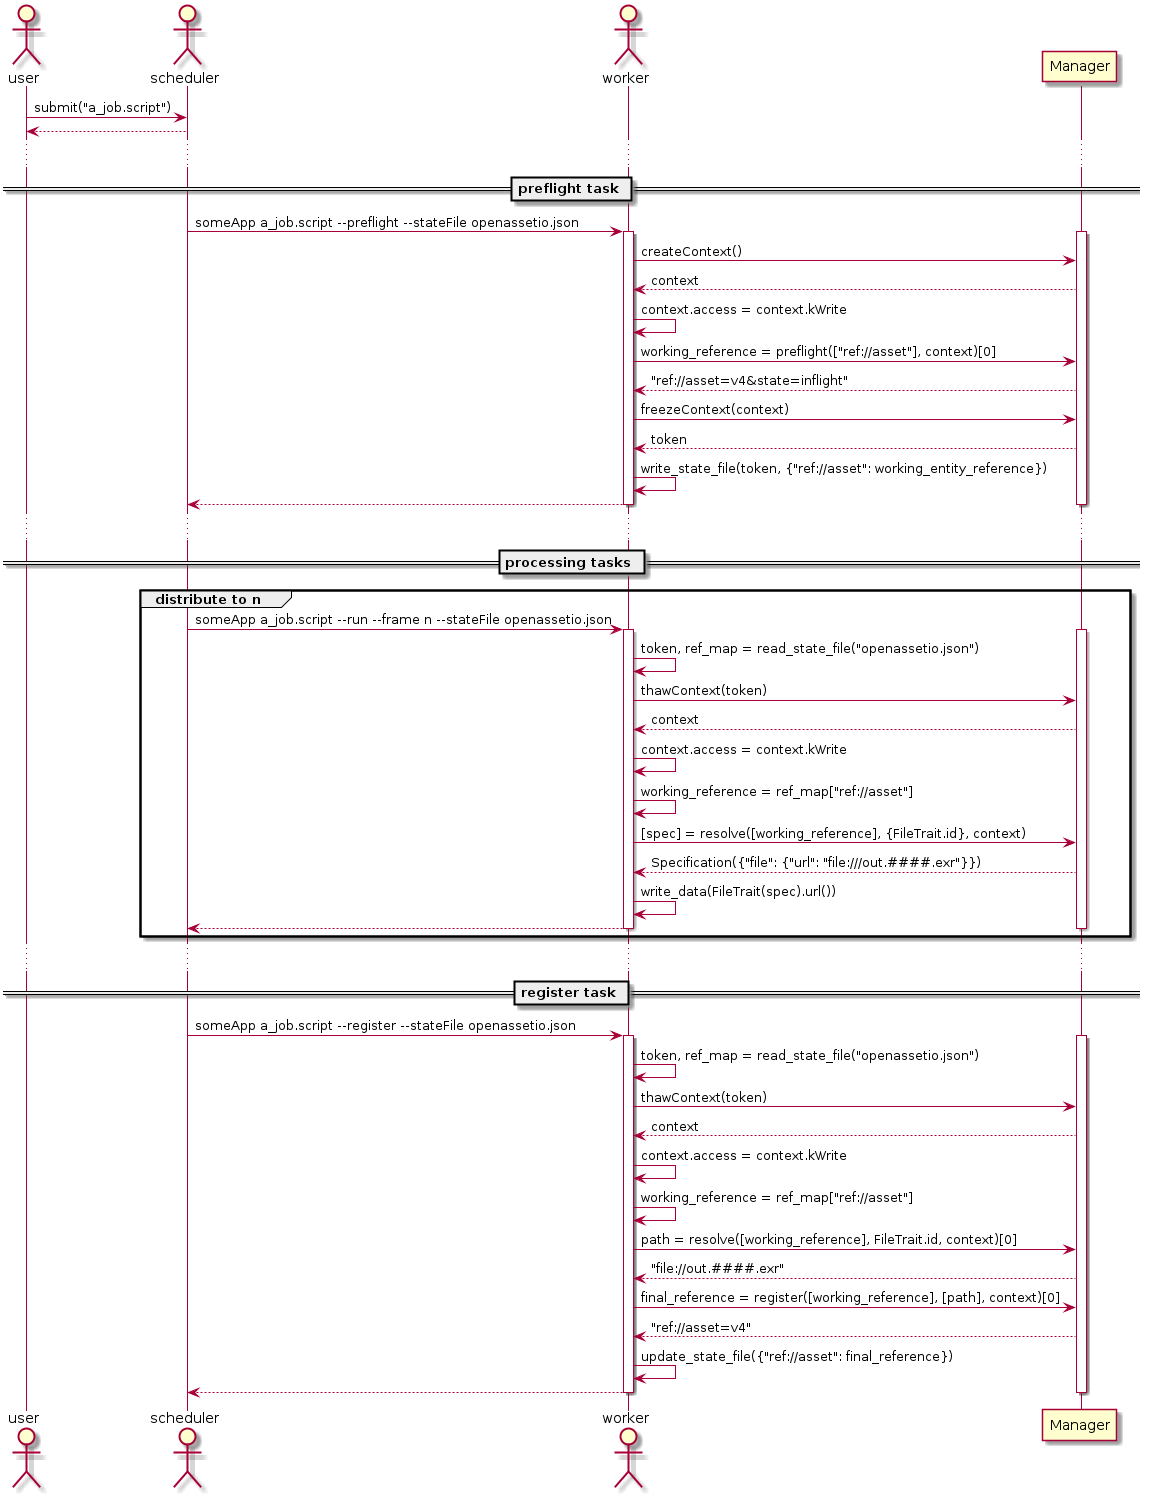 user
scheduler
worker
Manager
submit("a_job.script")
preflight task
someApp a_job.script --preflight --stateFile openassetio.json
createContext()
context
context.access = context.kWrite
working_reference = preflight(["ref://asset"], context)[0]
"ref://asset=v4&state=inflight"
freezeContext(context)
token
write_state_file(token, {"ref://asset": working_entity_reference})
processing tasks
distribute to n
someApp a_job.script --run --frame n --stateFile openassetio.json
token, ref_map = read_state_file("openassetio.json")
thawContext(token)
context
context.access = context.kWrite
working_reference = ref_map["ref://asset"]
[spec] = resolve([working_reference], {FileTrait.id}, context)
Specification({"file": {"url": "file:///out.####.exr"}})
write_data(FileTrait(spec).url())
register task
someApp a_job.script --register --stateFile openassetio.json
token, ref_map = read_state_file("openassetio.json")
thawContext(token)
context
context.access = context.kWrite
working_reference = ref_map["ref://asset"]
path = resolve([working_reference], FileTrait.id, context)[0]
"file://out.####.exr"
final_reference = register([working_reference], [path], context)[0]
"ref://asset=v4"
update_state_file({"ref://asset": final_reference})
user
scheduler
worker
Manager